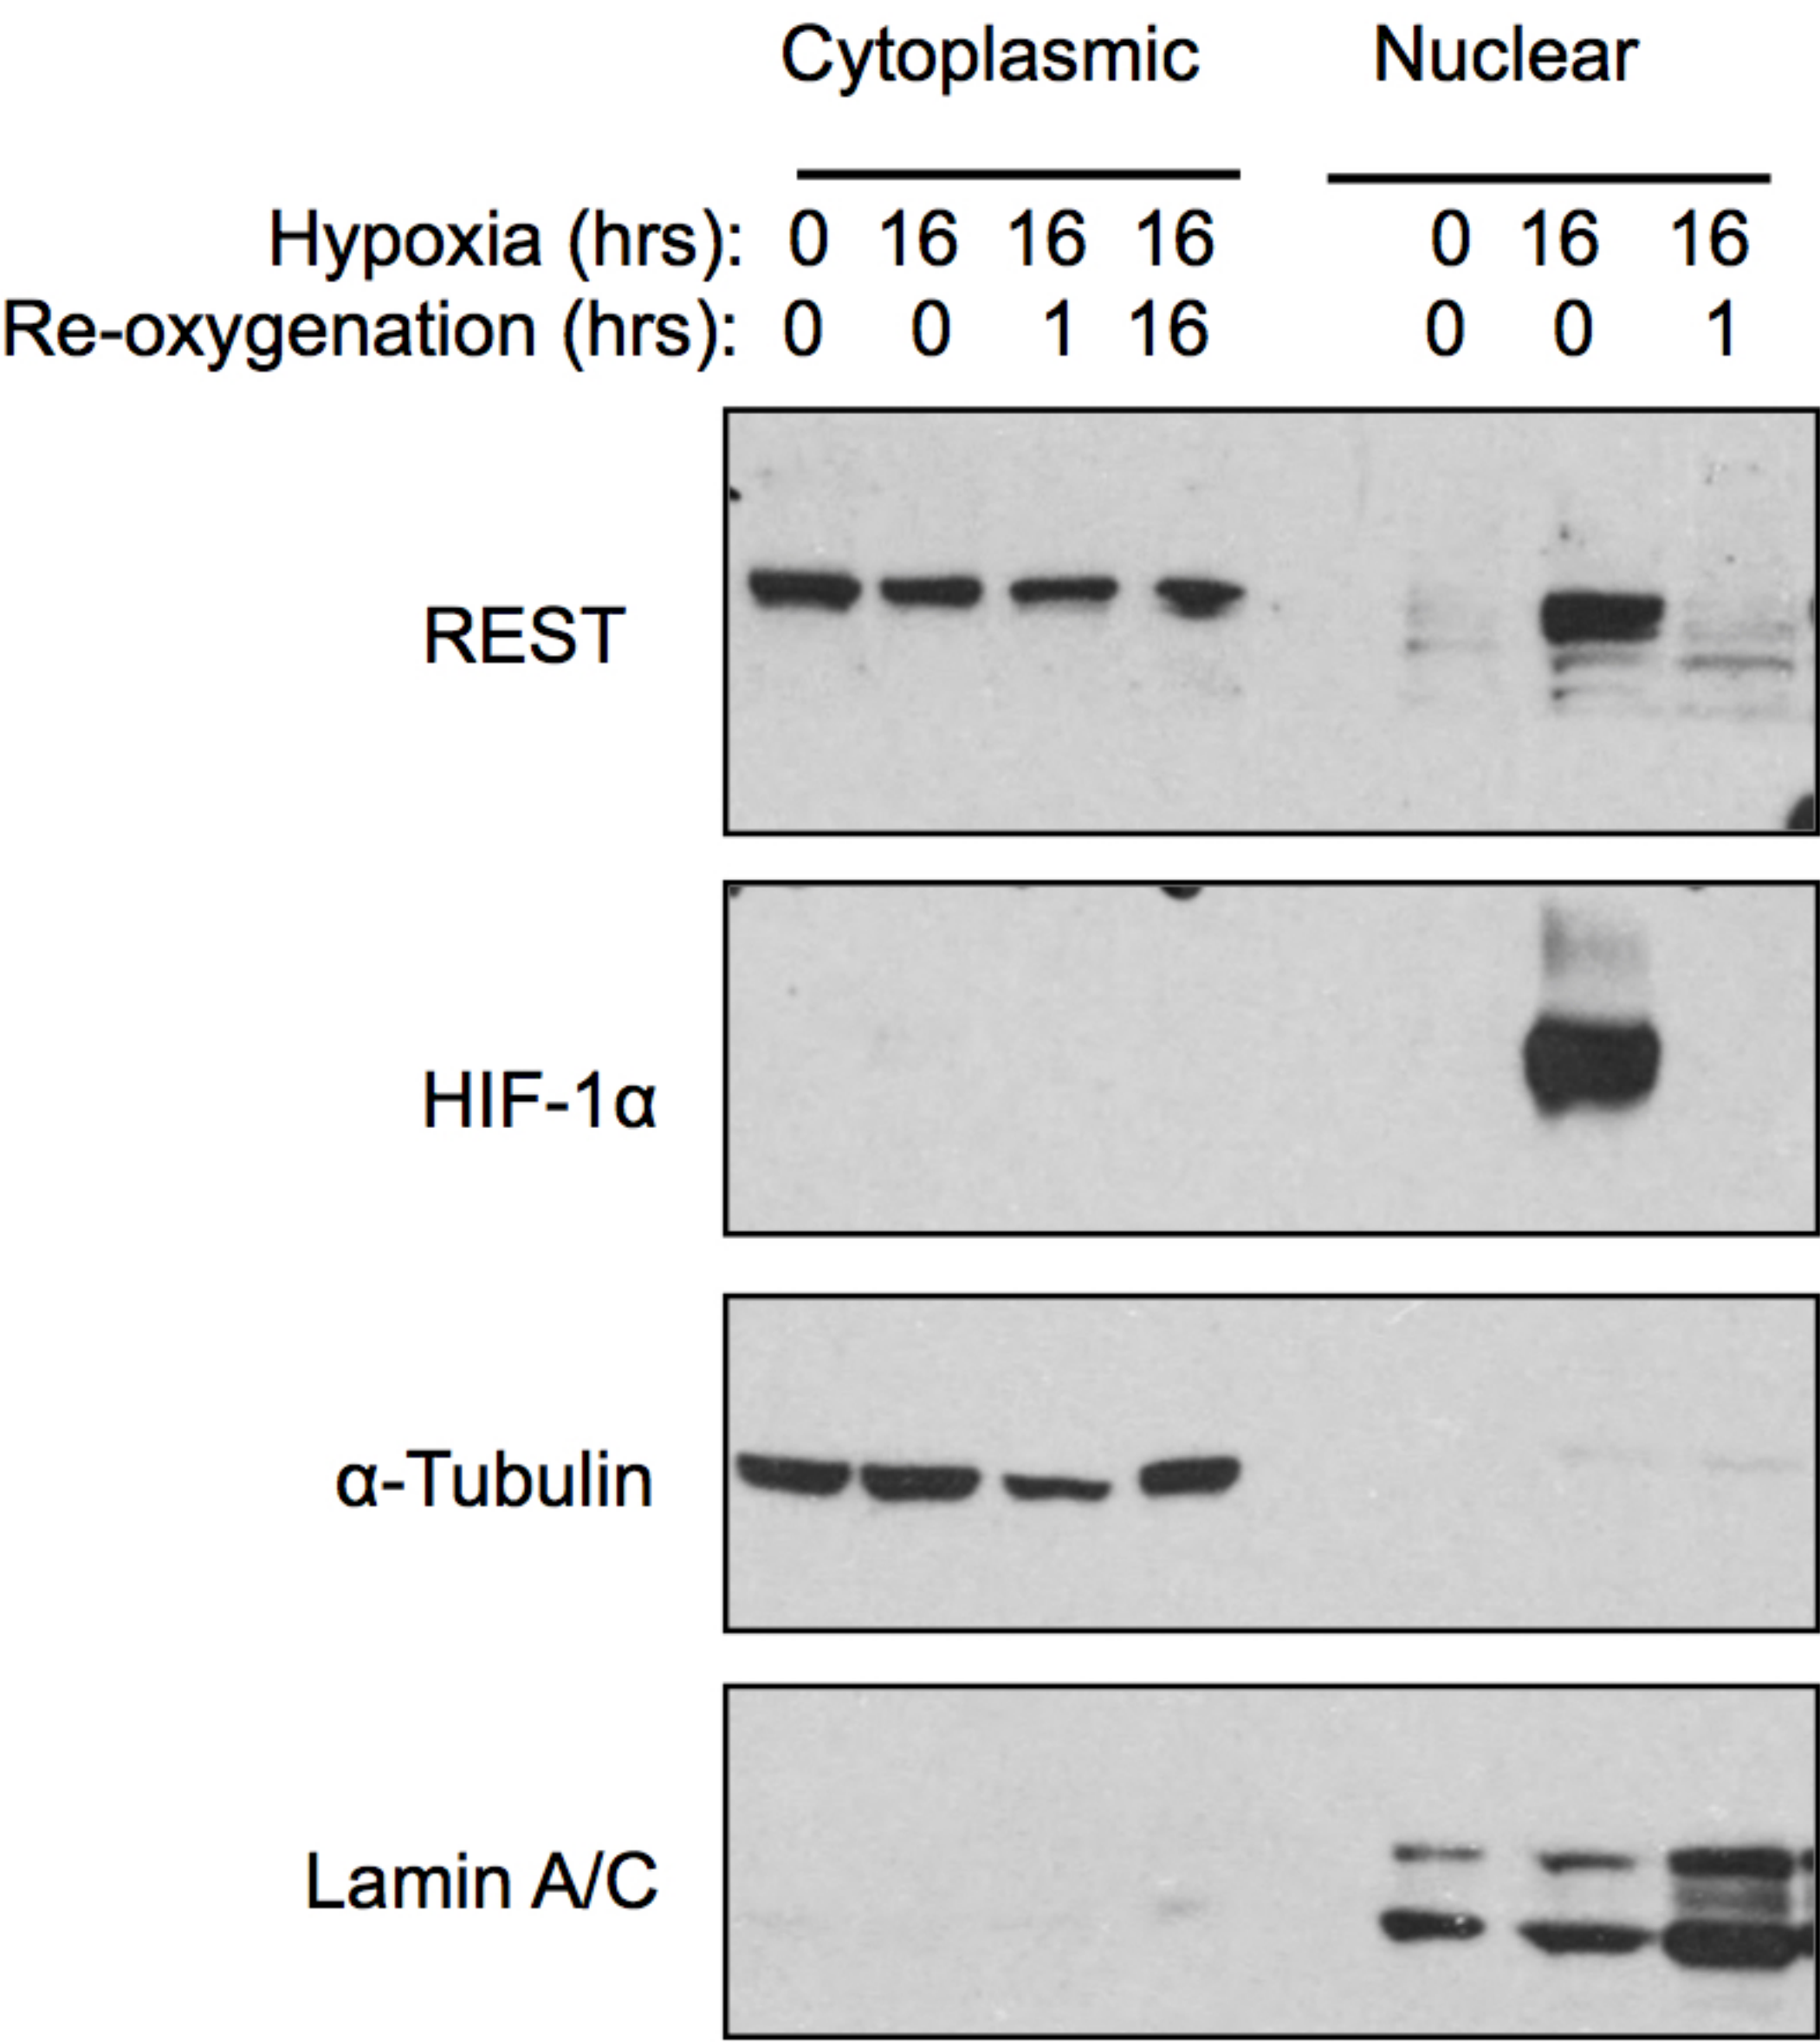 Cytoplasmic Nuclear
Hypoxia (hrs): 0 16 16 16 0 16 16
Re-oxygenation (hrs): 0 0 1 16 0 0 1
REST
HIF-1α
α-Tubulin
Lamin A/C